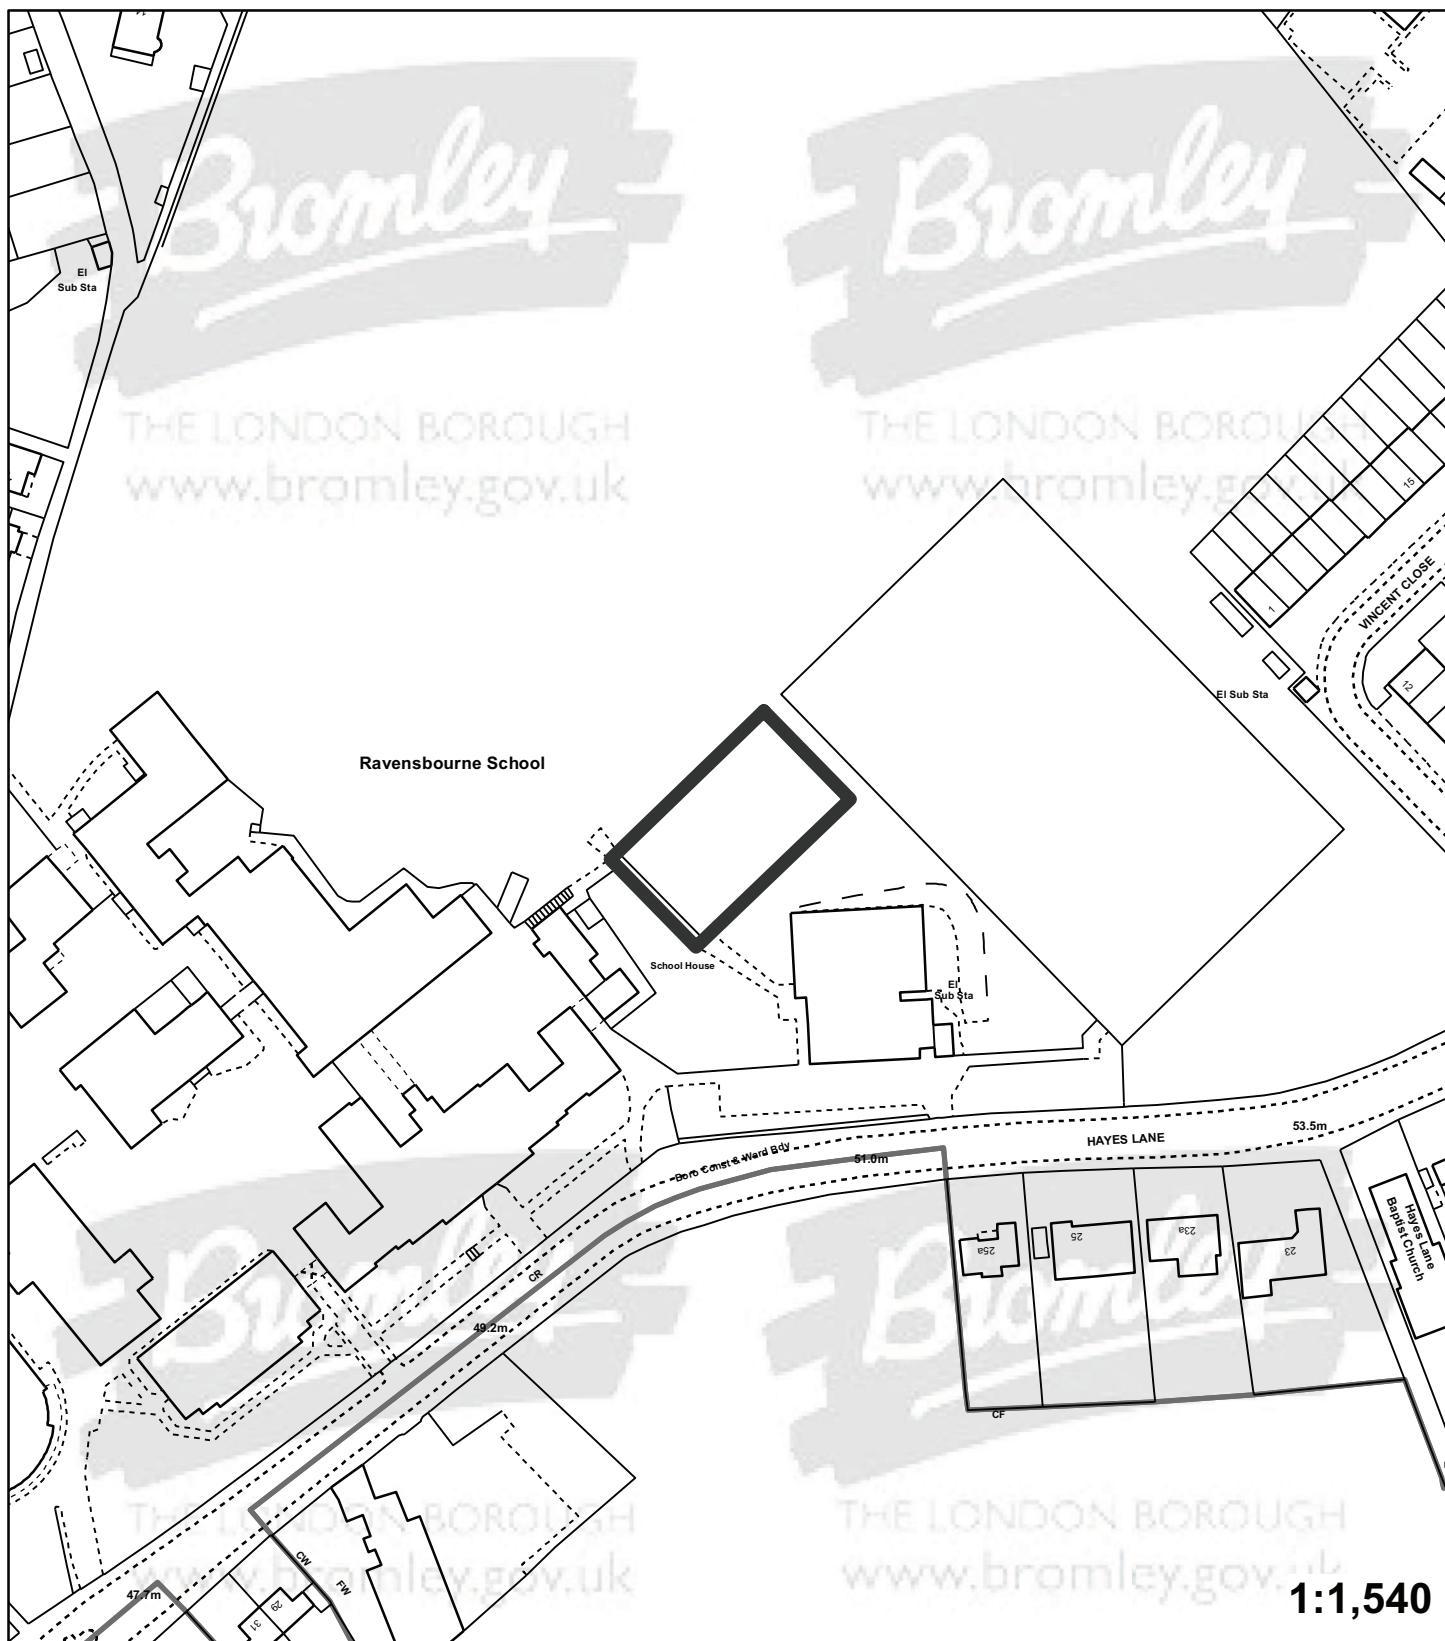 Bromley
THE LONDON BOROUGH
www.bromley.gov.uk
Bromley
THE LONDON BOROUGH
www.bromley.gov.uk
El
Sub Sta
15
1
VINCENT CLOSE
12
El Sub Sta
Ravensbourne School
School House
El
Sub Sta
HAYES LANE
53.5m
Boro Const & Ward Bdy
51.0m
25a
25
23a
23
Hayes Lane
Baptist Church
CR
49.2m
CF
Bromley
THE LONDON BOROUGH
www.bromley.gov.uk
Bromley
THE LONDON BOROUGH
www.bromley.gov.uk
CW
FW
47.7m
29
31
1:1,540